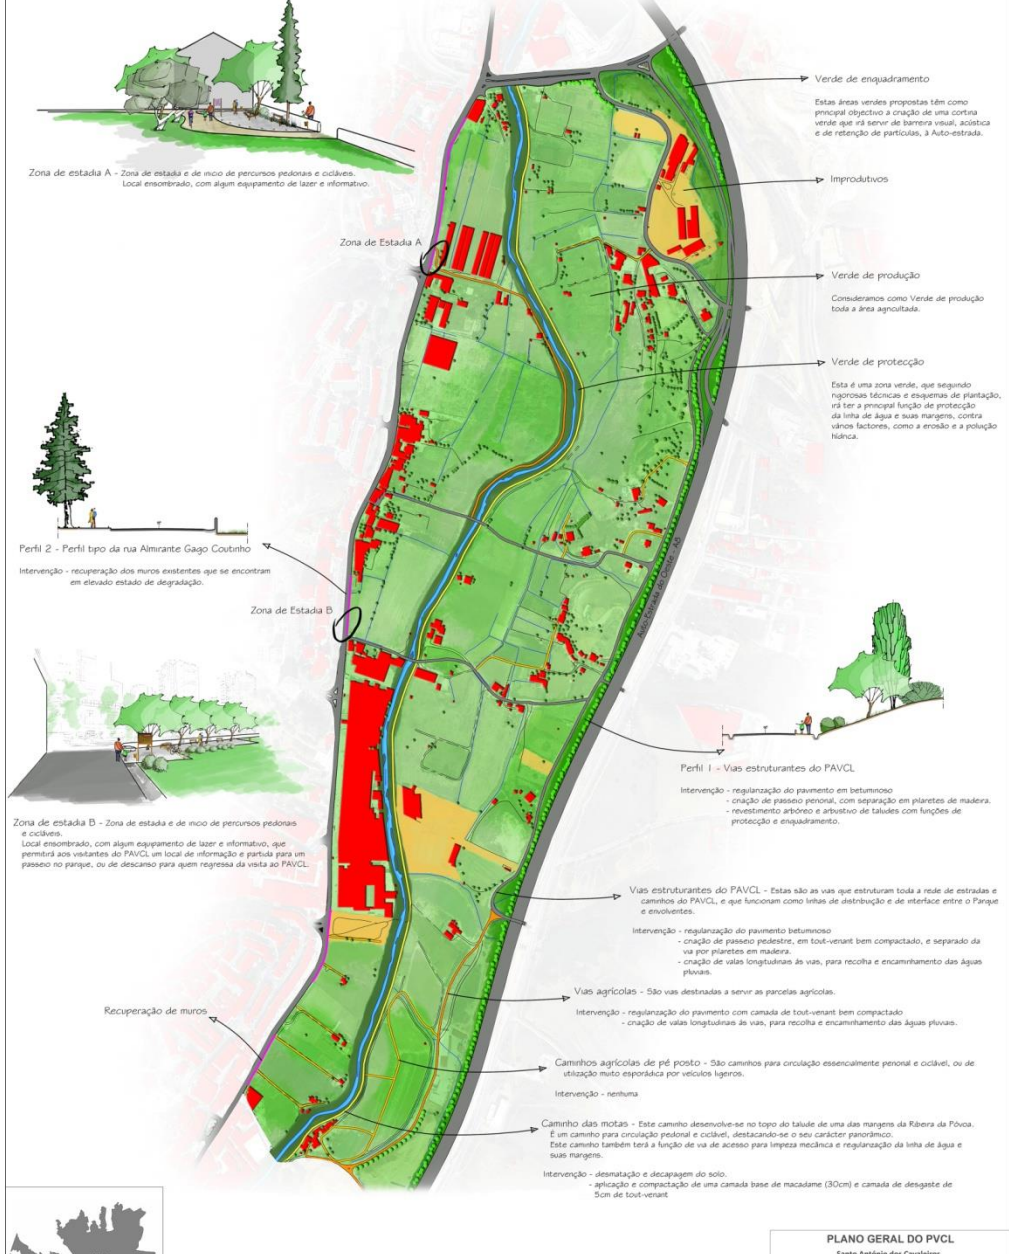 Verde de enquadramento
Estas áreas verdes propostas têm como
principal objectivo a criação de uma cortina
verde que irá servir de barreira visual, acústica
e de retenção de partículas, à Auto-estrada.
Zona de estadia A - Zona de estadia e de inicio de percursos pedonais e cicláveis.
Local ensombrado, com algum equipamento de lazer e informativo.
Improdutivos
Zona de Estadia A
Verde de produção
Consideramos como Verde de produção
toda a área agricultada.
Verde de protecção
Esta é uma zona verde, que seguindo
rigorosas técnicas e esquemas de plantação,
irá ter a principal função de protecção
da linha de água e suas margens, contra
vários factores, como a erosão e a poluição
hídrica.
Perfil 2 - Perfil tipo da rua Almirante Gago Coutinho
Intervenção - recuperação dos muros existentes que se encontram
em elevado estado de degradação.
Zona de Estadia B
Auto Estrada do Oeste - A8
Perfil 1 - Vias estruturantes do PAVCL
Intervenção - regularização do pavimento em betuminoso
- criação de passeio penonal, com separação em pilaretes de madeira.
- revestimento arbóreo e arbustivo de taludes com funções de
protecção e enquadramento.
Zona de estadia B - Zona de estadia e de inicio de percursos pedonais
e cicláveis.
Local ensombrado, com algum equipamento de lazer e informativo, que
permitirá aos visitantes do PAVCL um local de informação e partida para um
passeio no parque, ou de descanso para quem regressa da visita ao PAVCL.
Vias estruturantes do PAVCL - Estas são as vias que estruturam toda a rede de estradas e
caminhos do PAVCL, e que funcionam como linhas de distribuição e de interface entre o Parque
e envolventes.
Intervenção - regularização do pavimento betuminoso
- criação de passeio pedestre, em tout-venant bem compactado, e separado da
via por pilaretes em madeira.
- criação de valas longitudinais às vias, para recolha e encaminhamento das águas
pluvais.
Vias agrícolas - São vias destinadas a servir as parcelas agrícolas.
Intervenção - regularização do pavimento com camada de tout-venant bem compactado
- criação de valas longitudinais às vias, para recolha e encaminhamento das águas pluvais.
Recuperação de muros
Caminhos agrícolas de pé posto - São caminhos para circulação essencialmente penonal e ciclável, ou de
utilização muito esporádica por veículos ligeiros.
Intervenção - nenhuma
Caminho das motas - Este caminho desenvolve-se no topo do talude de uma das margens da Ribeira da Póvoa.
É um caminho para circulação pedonal e ciclável, destacando-se o seu carácter panorâmico.
Este caminho também terá a função de via de acesso para limpeza mecânica e regularização da linha de água e
suas margens.
Intervenção - desmatação e decapagem do solo.
- aplicação e compactação de uma camada base de macadame (30cm) e camada de desgaste de
5cm de tout-venant
PLANO GERAL DO PVCL
Santo António dos Cavaleiros